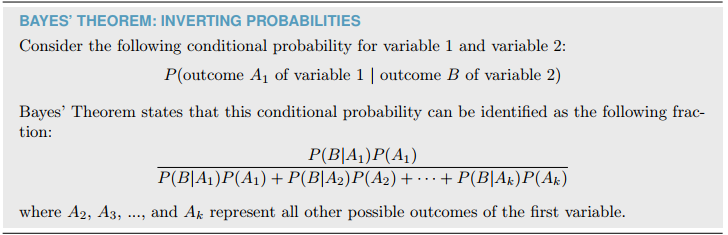 BAYES' THEOREM: INVERTING PROBABILITIES
Consider the following conditional probability for variable 1 and variable 2:
P(outcome A₁ of variable 1 | outcome B of variable 2)
Bayes' Theorem states that this conditional probability can be identified as the following frac-
tion:
P(B|A₁)P(A₁)
P(B|A₁)P(A₁) + P(B|A₂)P(A₂) + ··· + P(B|Aₖ)P(Aₖ)
where A₂, A₃, ..., and Aₖ represent all other possible outcomes of the first variable.